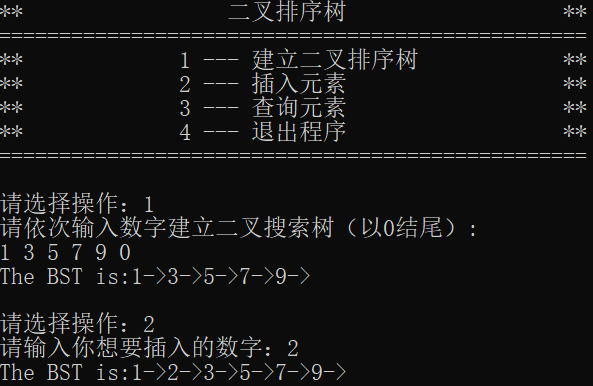 ** 二叉排序树 **
=================================================
** 1 --- 建立二叉排序树 **
** 2 --- 插入元素 **
** 3 --- 查询元素 **
** 4 --- 退出程序 **
=================================================
请选择操作：1
请依次输入数字建立二叉搜索树（以0结尾）：
1 3 5 7 9 0
The BST is:1->3->5->7->9->
请选择操作：2
请输入你想要插入的数字：2
The BST is:1->2->3->5->7->9->